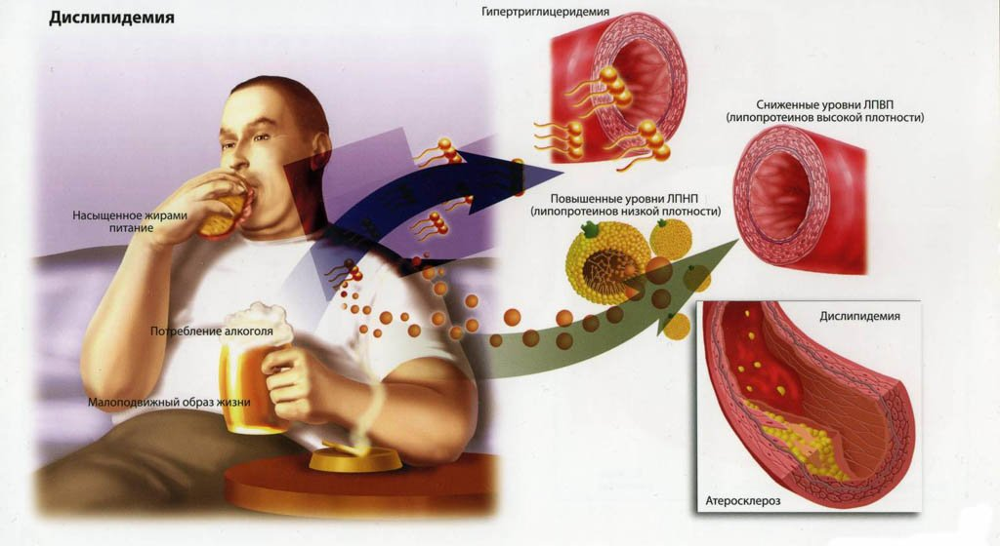 Дислипидемия
Гипертриглицеридемия
Сниженные уровни ЛПВП
(липопротеинов высокой плотности)
Повышенные уровни ЛПНП
(липопротеинов низкой плотности)
Насыщенное жирами
питание
Потребление алкоголя
Малоподвижный образ жизни
Дислипидемия
Атеросклероз